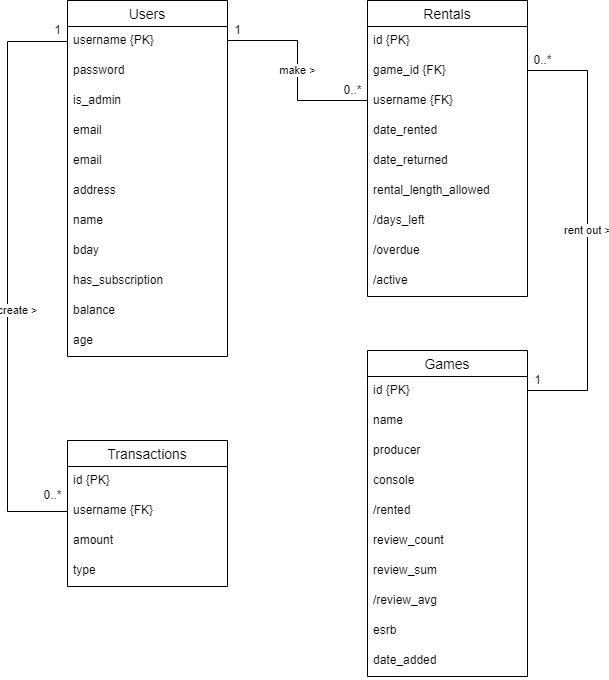 Users
1
username {PK}
password
is_admin
email
email
address
name
bday
has_subscription
balance
age
1
make >
0..*
Rentals
id {PK}
game_id {FK}
username {FK}
date_rented
date_returned
rental_length_allowed
/days_left
/overdue
/active
0..*
rent out >
create >
Transactions
id {PK}
username {FK}
amount
type
0..*
Games
id {PK}
name
producer
console
/rented
review_count
review_sum
/review_avg
esrb
date_added
1